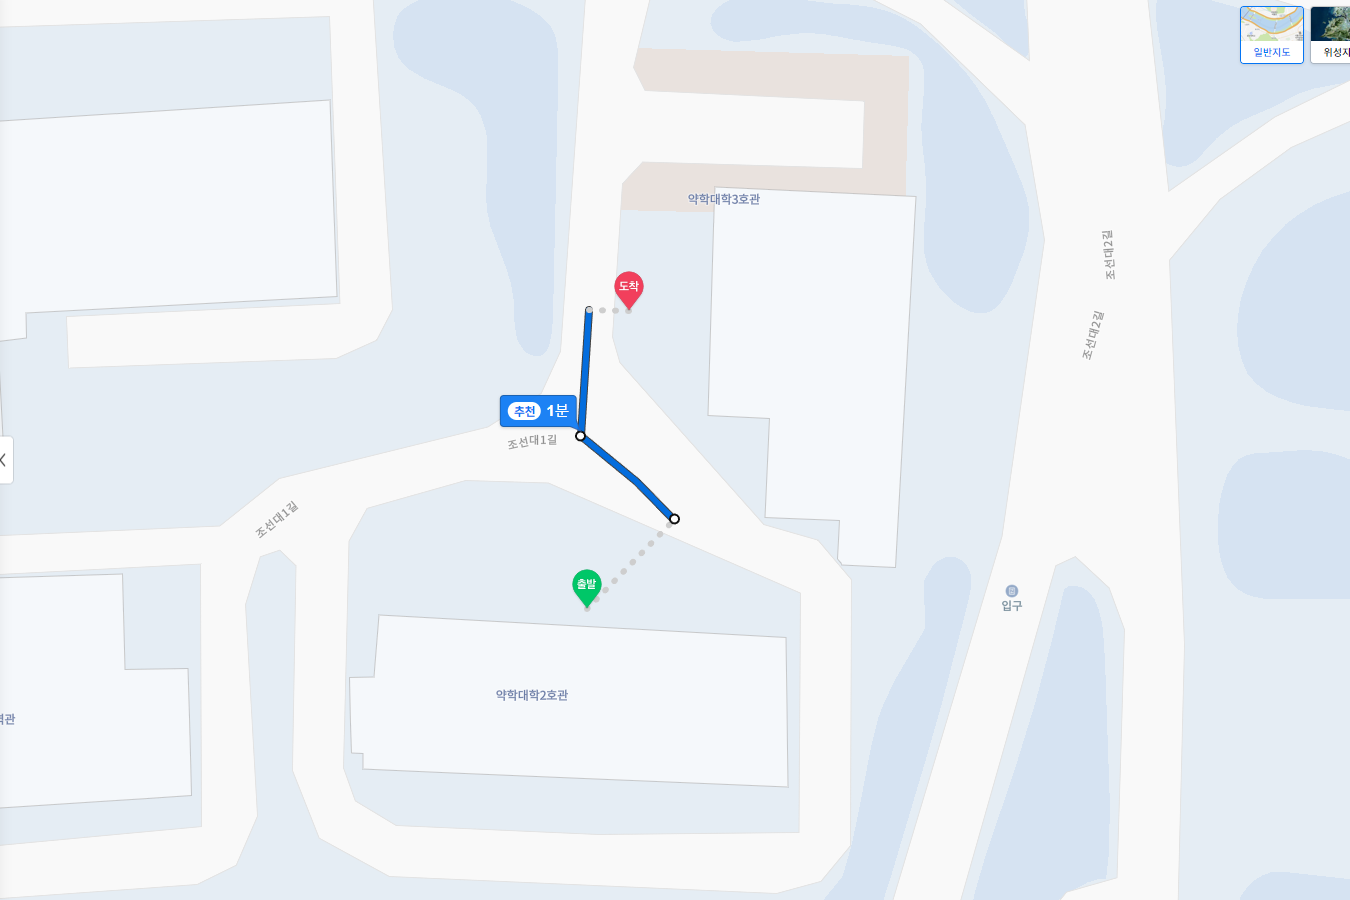 일반지도
위성지
약학대학3호관
조선대2길
도착
조선대2길
추천 1분
조선대1길
조선대1길
출발
입구
약학대학2호관